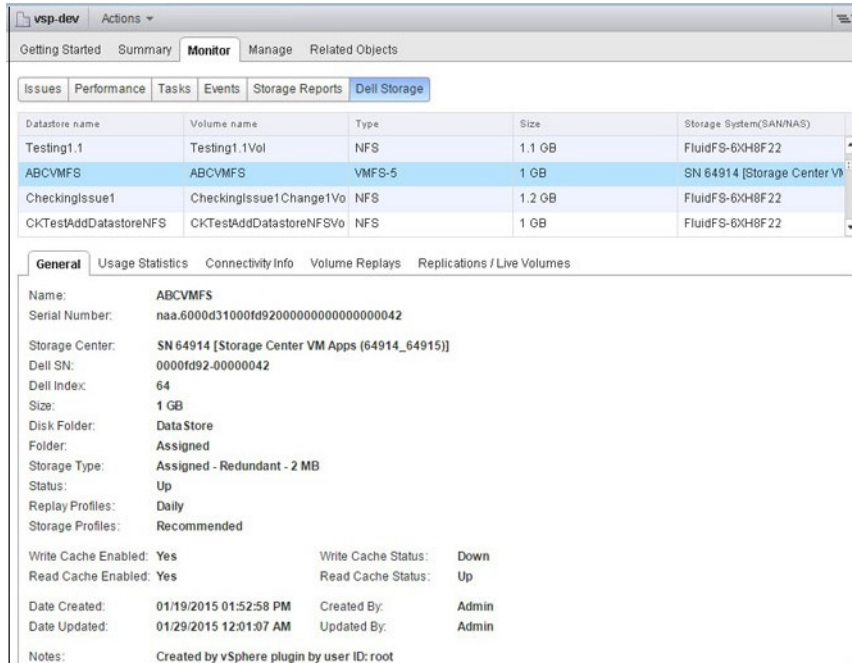 vsp-dev Actions
Getting Started Summary Monitor Manage Related Objects
Issues Performance Tasks Events Storage Reports Dell Storage
Datastore name Volume name Type Size Storage System(SAN/NAS)
Testing1.1 Testing1.1Vol NFS 1.1 GB FluidFS-6XH8F22
ABCVMFS ABCVMFS VMFS-5 1 GB SN 64914 [Storage Center VM
CheckingIssue1 CheckingIssue1Change1Vo NFS 1.2 GB FluidFS-6XH8F22
CKTestAddDatastoreNFS CKTestAddDatastoreNFSVo NFS 1 GB FluidFS-6XH8F22
General Usage Statistics Connectivity Info Volume Replays Replications / Live Volumes
Name: ABCVMFS
Serial Number: naa.6000d31000fd92000000000000000042
Storage Center: SN 64914 [Storage Center VM Apps (64914_64915)]
Dell SN: 0000fd92-00000042
Dell Index: 64
Size: 1 GB
Disk Folder: DataStore
Folder: Assigned
Storage Type: Assigned - Redundant - 2 MB
Status: Up
Replay Profiles: Daily
Storage Profiles: Recommended
Write Cache Enabled: Yes Write Cache Status: Down
Read Cache Enabled: Yes Read Cache Status: Up
Date Created: 01/19/2015 01:52:58 PM Created By: Admin
Date Updated: 01/29/2015 12:01:07 AM Updated By: Admin
Notes: Created by vSphere plugin by user ID: root